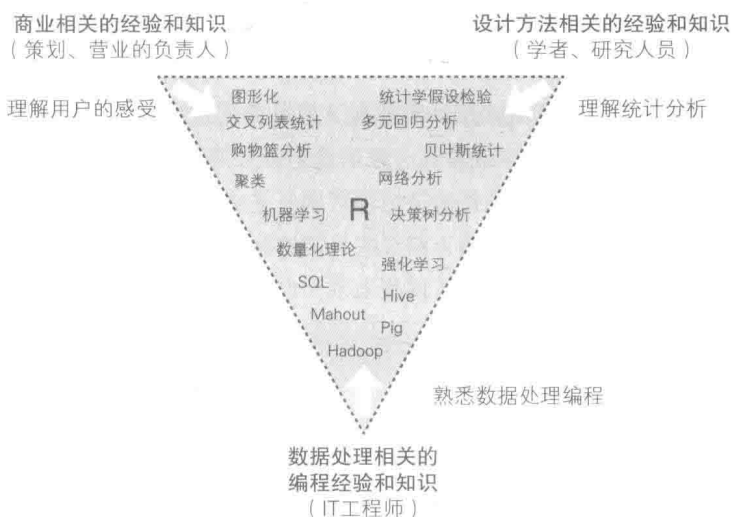 商业相关的经验和知识
（策划、营业的负责人）
设计方法相关的经验和知识
（学者、研究人员）
理解用户的感受
理解统计分析
图形化 统计学假设检验
交叉列表统计 多元回归分析
购物篮分析 贝叶斯统计
聚类 网络分析
机器学习 R 决策树分析
数量化理论
强化学习
SQL
Hive
Mahout
Pig
Hadoop
熟悉数据处理编程
数据处理相关的
编程经验和知识
（IT工程师）